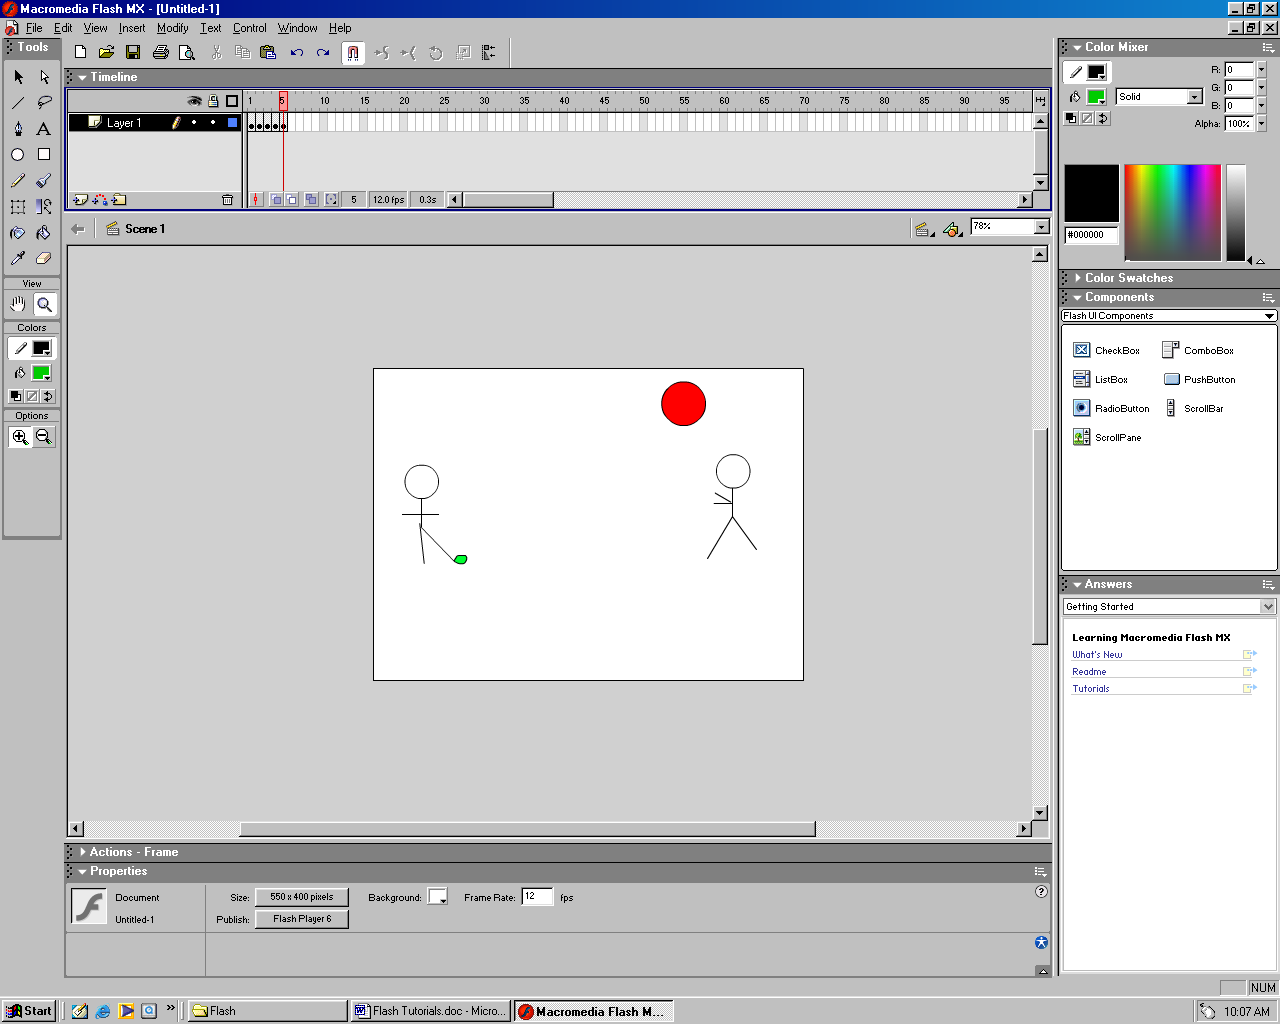 Macromedia Flash MX - [Untitled-1]
File Edit View Insert Modify Text Control Window Help
Tools
Timeline
1 5 10 15 20 25 30 35 40 45 50 55 60 65 70 75 80 85 90 95
Layer 1
5 12.0 fps 0.3s
Scene 1
78%
View
Colors
Options
Color Mixer
R: 0
G: 0
Solid
B: 0
Alpha: 100%
#000000
Color Swatches
Components
Flash UI Components
CheckBox ComboBox
ListBox PushButton
RadioButton ScrollBar
ScrollPane
Answers
Getting Started
Learning Macromedia Flash MX
What's New
Readme
Tutorials
Actions - Frame
Properties
Document Size: 550 x 400 pixels Background: Frame Rate: 12 fps
Untitled-1 Publish: Flash Player 6
NUM
Start Flash Flash Tutorials.doc - Micro... Macromedia Flash M... 10:07 AM